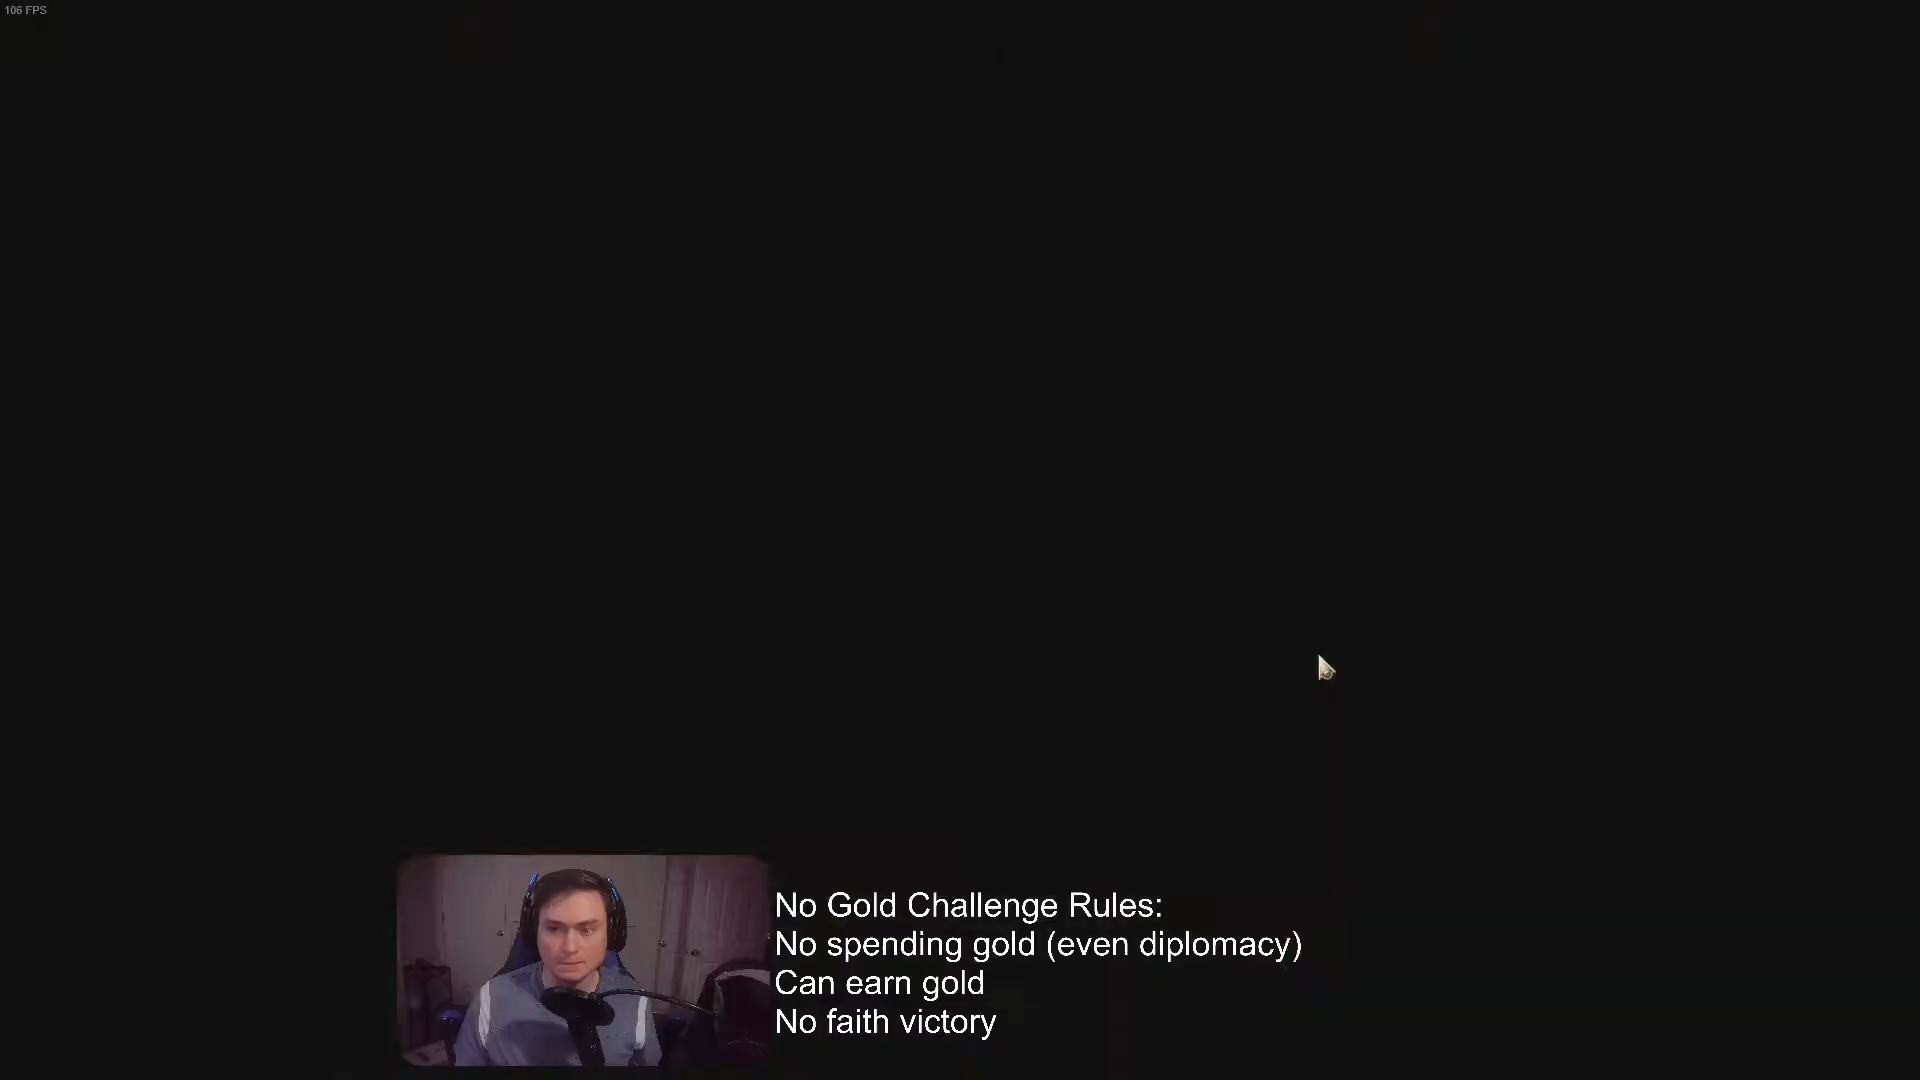 106 FPS
No Gold Challenge Rules:
No spending gold (even diplomacy)
Can earn gold
No faith victory